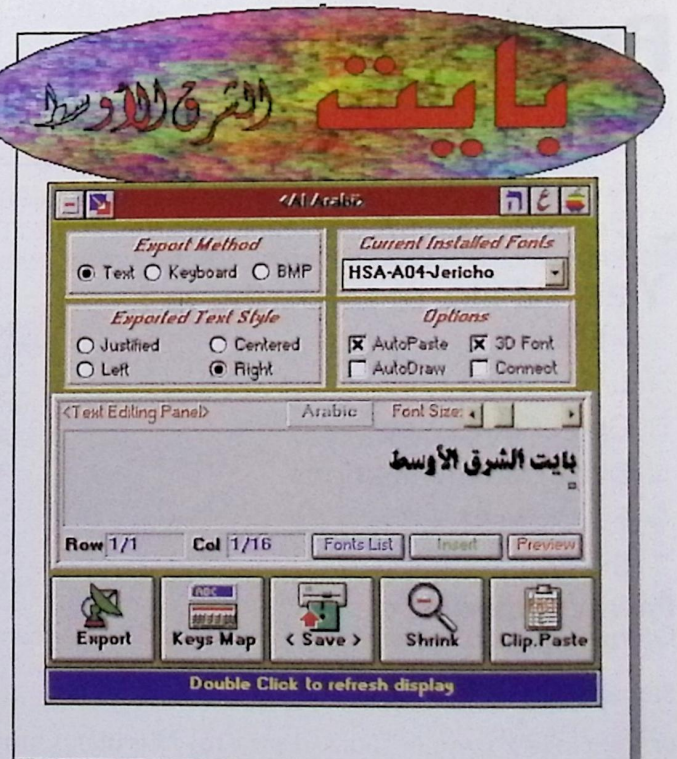 بايت الشرق الأوسط
<Al Arabi>
ה ع
Export Method
Text Keyboard BMP
Current Installed Fonts
HSA-A04-Jericho
Exported Text Style
Justified Centered
Left Right
Options
AutoPaste 3D Font
AutoDraw Connect
<Text Editing Panel> Arabic Font Size:
بايت الشرق الأوسط
Row 1/1 Col 1/16 Fonts List Insert Preview
ABC
Export Keys Map < Save > Shrink Clip.Paste
Double Click to refresh display